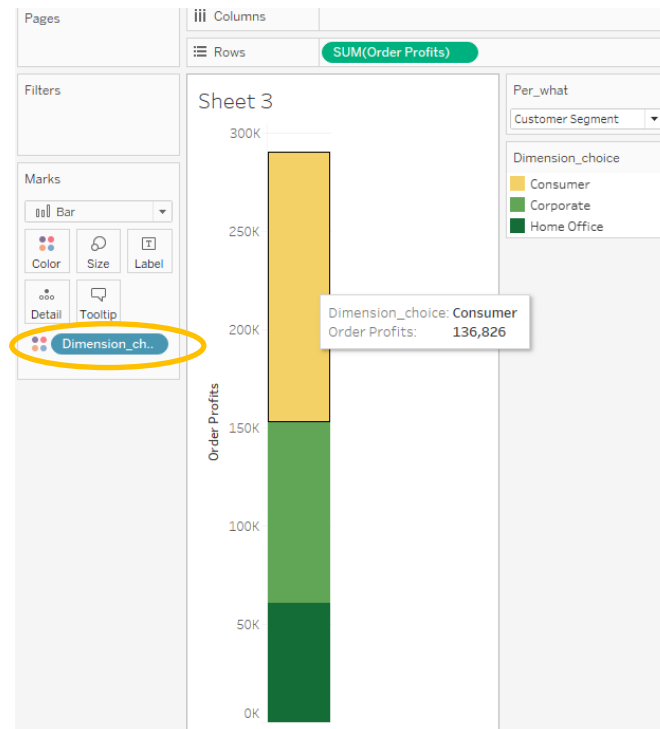 Pages
Columns
Rows
SUM(Order Profits)
Filters
Marks
Bar
Color
Size
T
Label
Detail
Tooltip
Dimension_ch..
Sheet 3
300K
250K
200K
150K
100K
50K
0K
Order Profits
Dimension_choice: Consumer
Order Profits: 136,826
Per_what
Customer Segment
Dimension_choice
Consumer
Corporate
Home Office